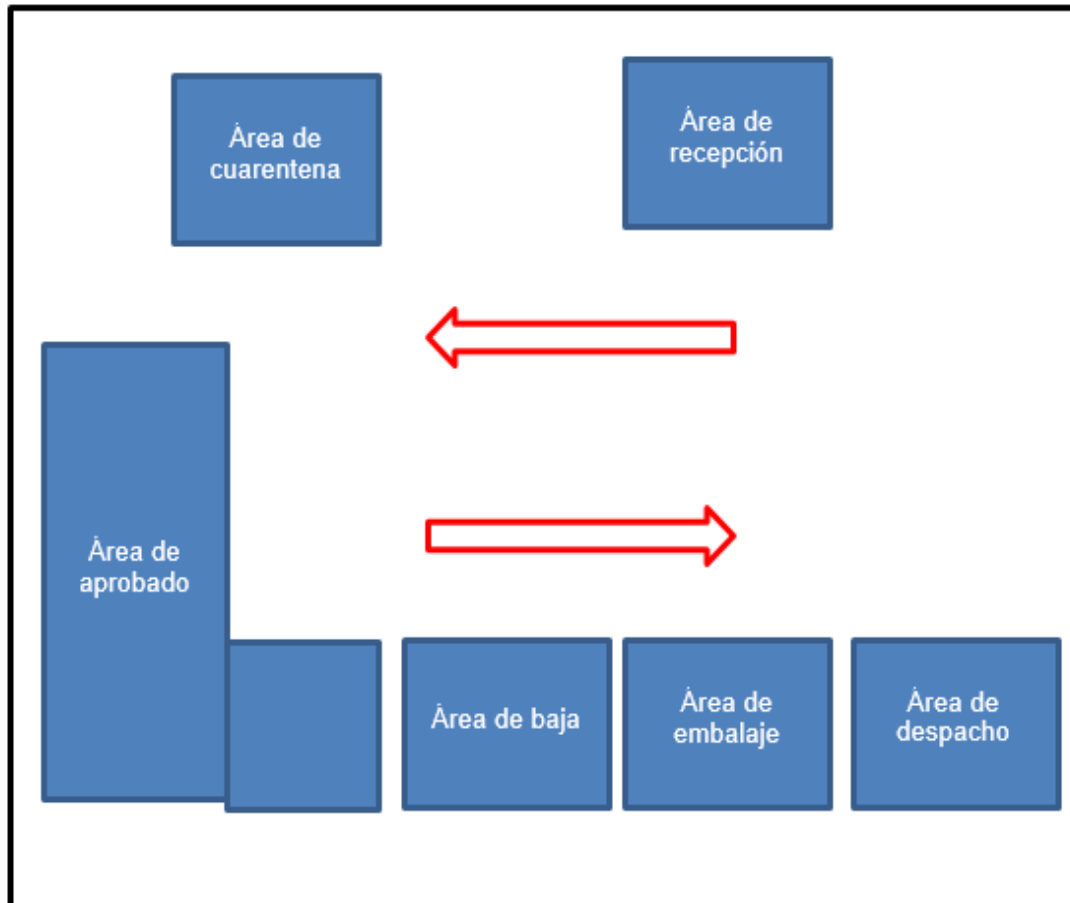 Área de
cuarentena
Área de
recepción
Área de
aprobado
Área de baja
Área de
embalaje
Área de
despacho